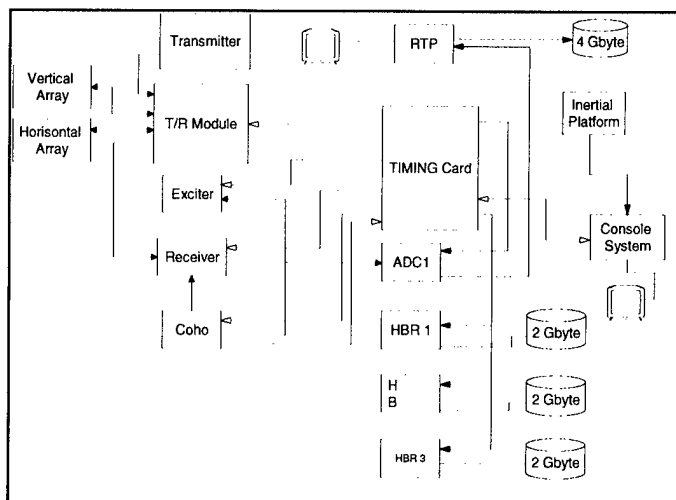 Transmitter
RTP
4 Gbyte
Vertical
Array
T/R Module
Inertial
Platform
Horisontal
Array
TIMING Card
Exciter
Console
System
Receiver
ADC1
Coho
HBR 1
2 Gbyte
H
B
2 Gbyte
HBR 3
2 Gbyte